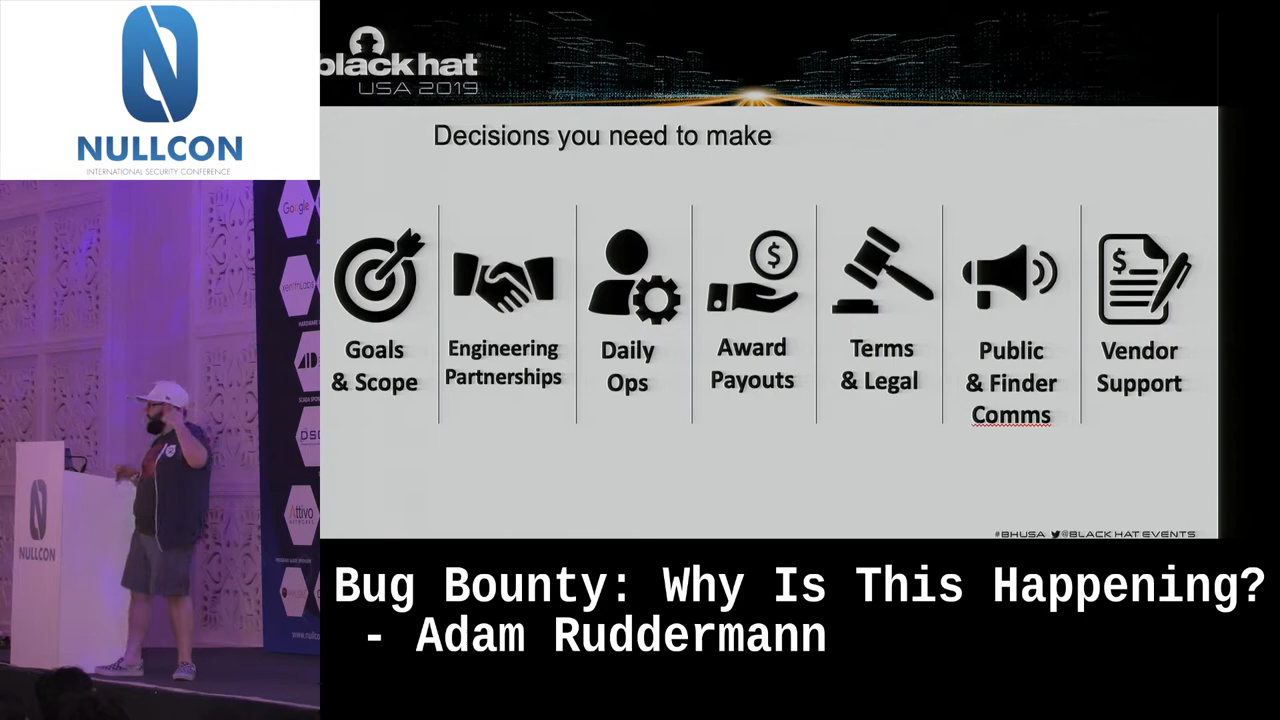 NULLCON
INTERNATIONAL SECURITY CONFERENCE
black hat
USA 2019
Decisions you need to make
Goals
& Scope
Engineering
Partnerships
Daily
Ops
Award
Payouts
Terms
& Legal
Public
& Finder
Comms
Vendor
Support
#BHUSA @BLACK HAT EVENTS
Google
Attivo
NULLCON
Bug Bounty: Why Is This Happening?
- Adam Ruddermann